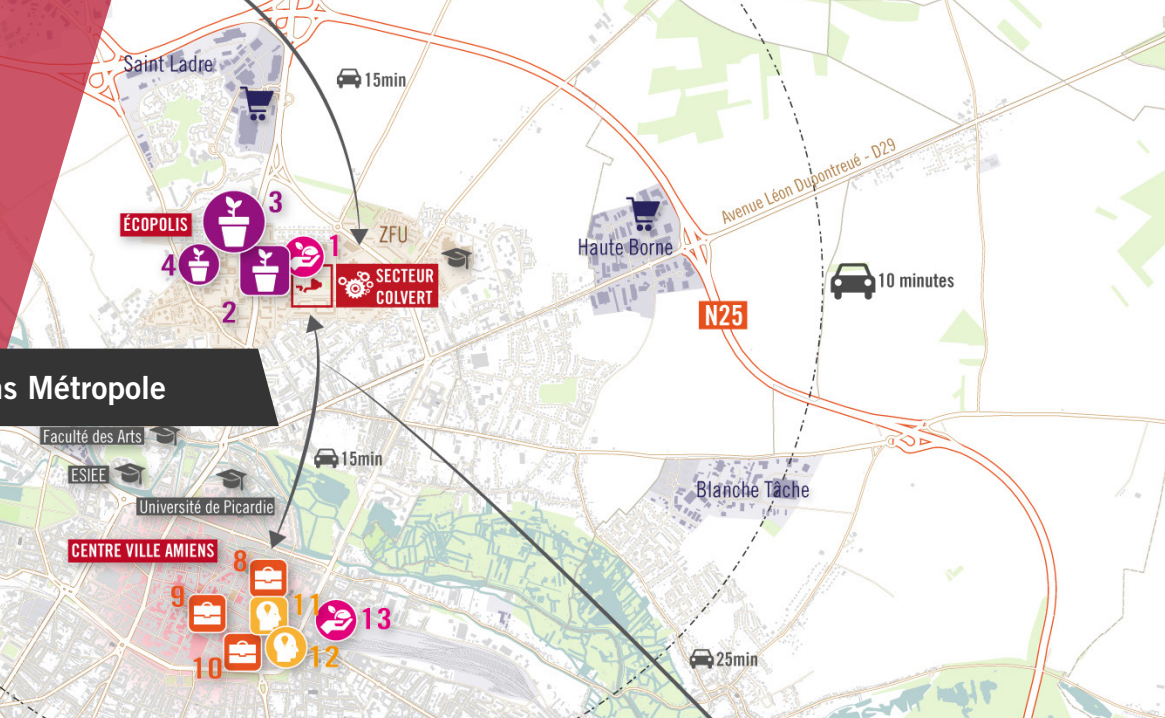 Saint Ladre
15min
3
ÉCOPOLIS
1
ZFU
4
SECTEUR
COLVERT
2
Haute Borne
Avenue Léon Dupontreué - D29
10 minutes
N25
s Métropole
Faculté des Arts
ESIEE
15min
Université de Picardie
Blanche Tâche
CENTRE VILLE AMIENS
8
9
11
13
10
12
25min